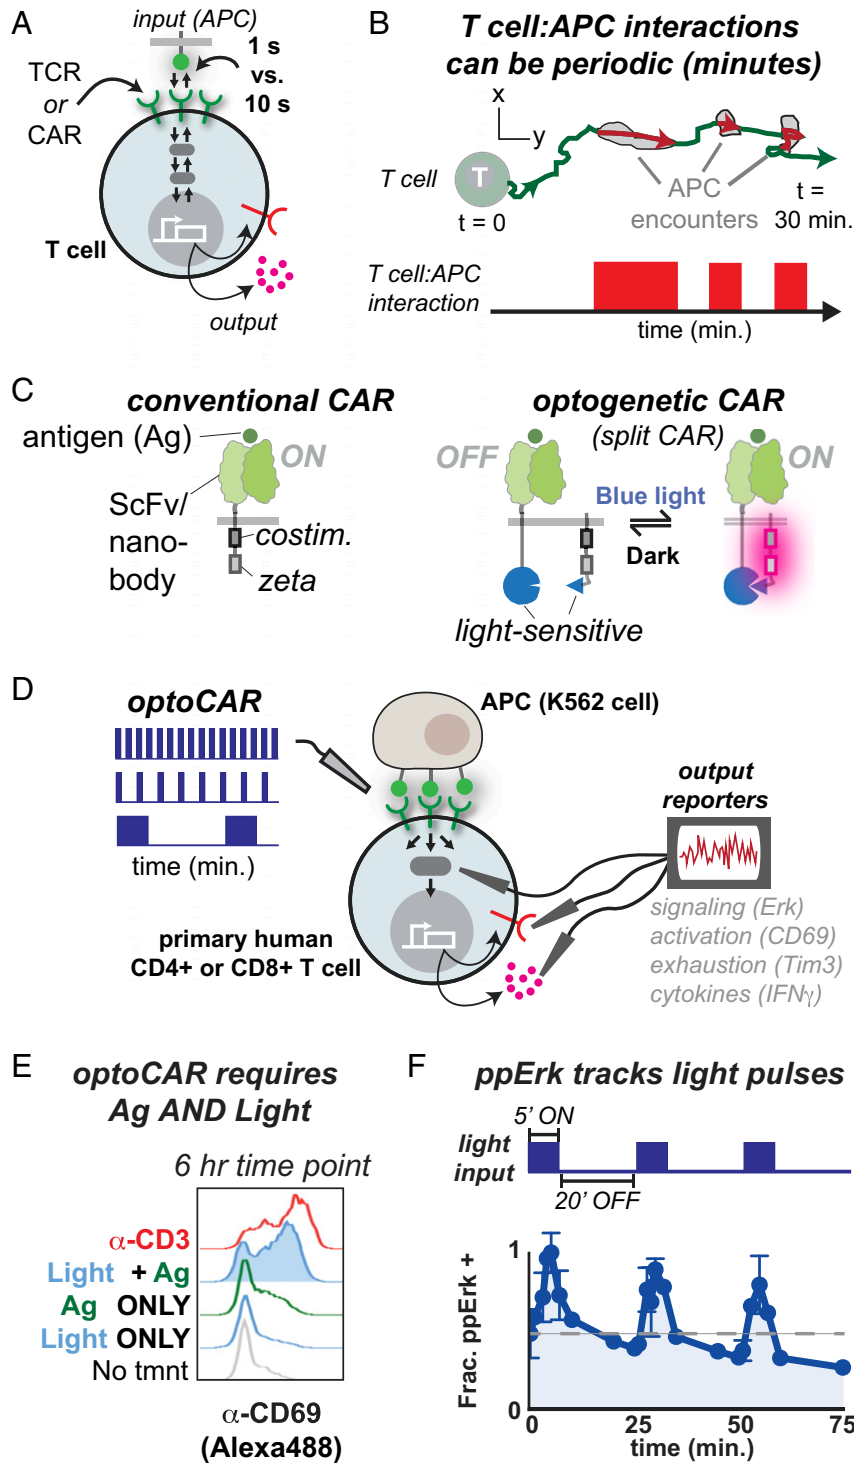 A
input (APC)
1 s
vs.
10 s
TCR
or
CAR
T cell
output
B
T cell:APC interactions
can be periodic (minutes)
x
y
T cell
T
t = 0
APC
encounters
t =
30 min.
T cell:APC
interaction
time (min.)
C
conventional CAR
antigen (Ag)
ON
ScFv/
nano-
body
costim.
zeta
optogenetic CAR
(split CAR)
OFF
ON
Blue light
Dark
light-sensitive
D
optoCAR
time (min.)
APC (K562 cell)
primary human
CD4+ or CD8+ T cell
output
reporters
signaling (Erk)
activation (CD69)
exhaustion (Tim3)
cytokines (IFNγ)
E
optoCAR requires
Ag AND Light
6 hr time point
α-CD3
Light + Ag
Ag ONLY
Light ONLY
No tmnt
α-CD69
(Alexa488)
F
ppErk tracks light pulses
5' ON
light
input
20' OFF
Frac. ppErk +
1
0
0 25 50 75
time (min.)